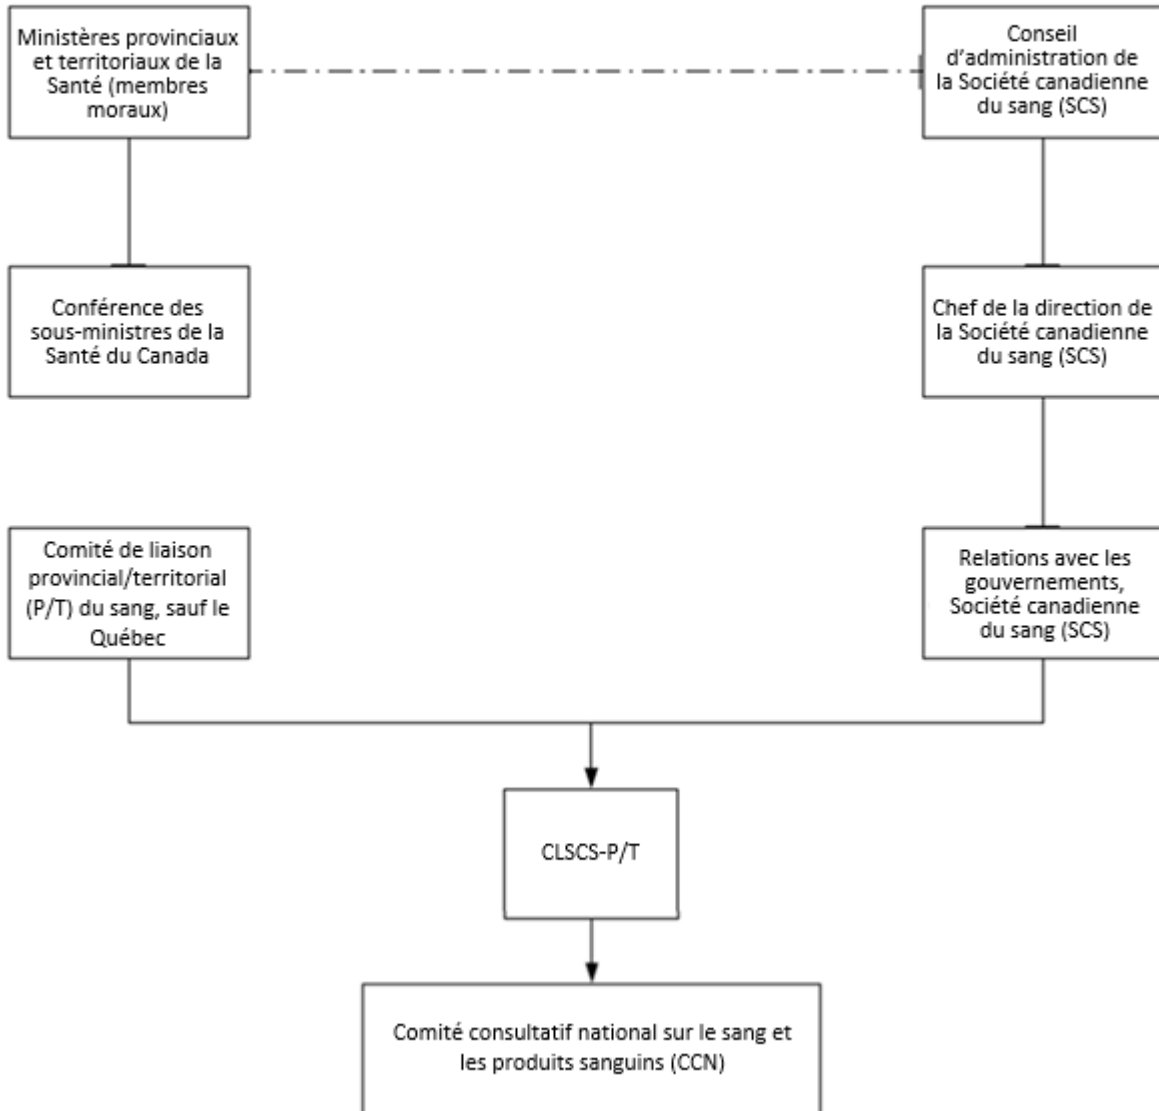 Ministères provinciaux
et territoriaux de la
Santé (membres
moraux)
Conseil
d'administration de
la Société canadienne
du sang (SCS)
Conférence des
sous-ministres de la
Santé du Canada
Chef de la direction de
la Société canadienne
du sang (SCS)
Comité de liaison
provincial/territorial
(P/T) du sang, sauf le
Québec
Relations avec les
gouvernements,
Société canadienne
du sang (SCS)
CLSCS-P/T
Comité consultatif national sur le sang et
les produits sanguins (CCN)